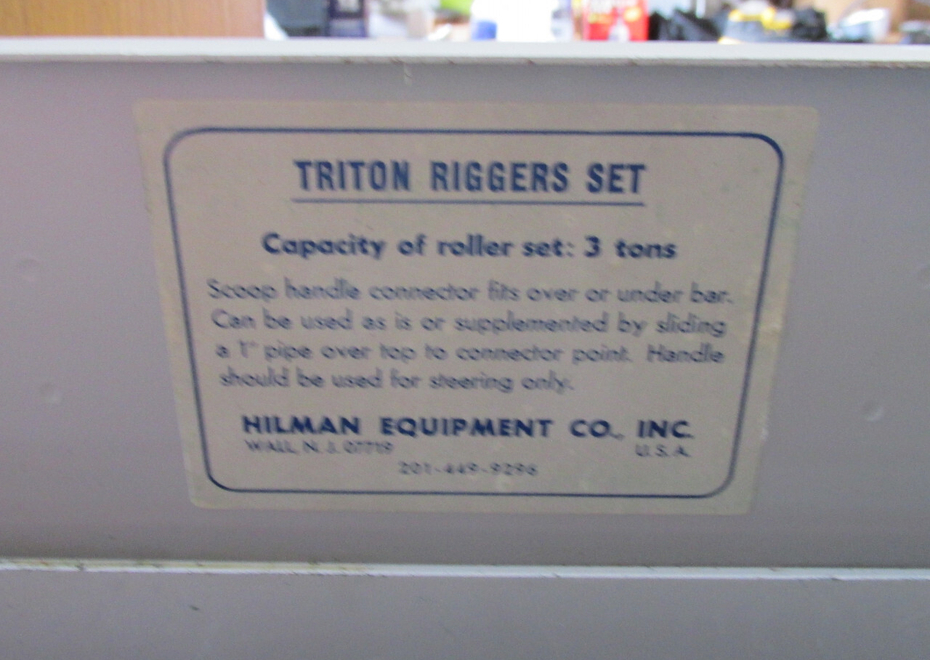 TRITON RIGGERS SET
Capacity of roller set: 3 tons
Scoop handle connector fits over or under bar.
Can be used as is or supplemented by sliding
a 1" pipe over top to connector point. Handle
should be used for steering only.
HILMAN EQUIPMENT CO., INC.
WALL, N. J. 07719 U.S.A.
201-449-9296